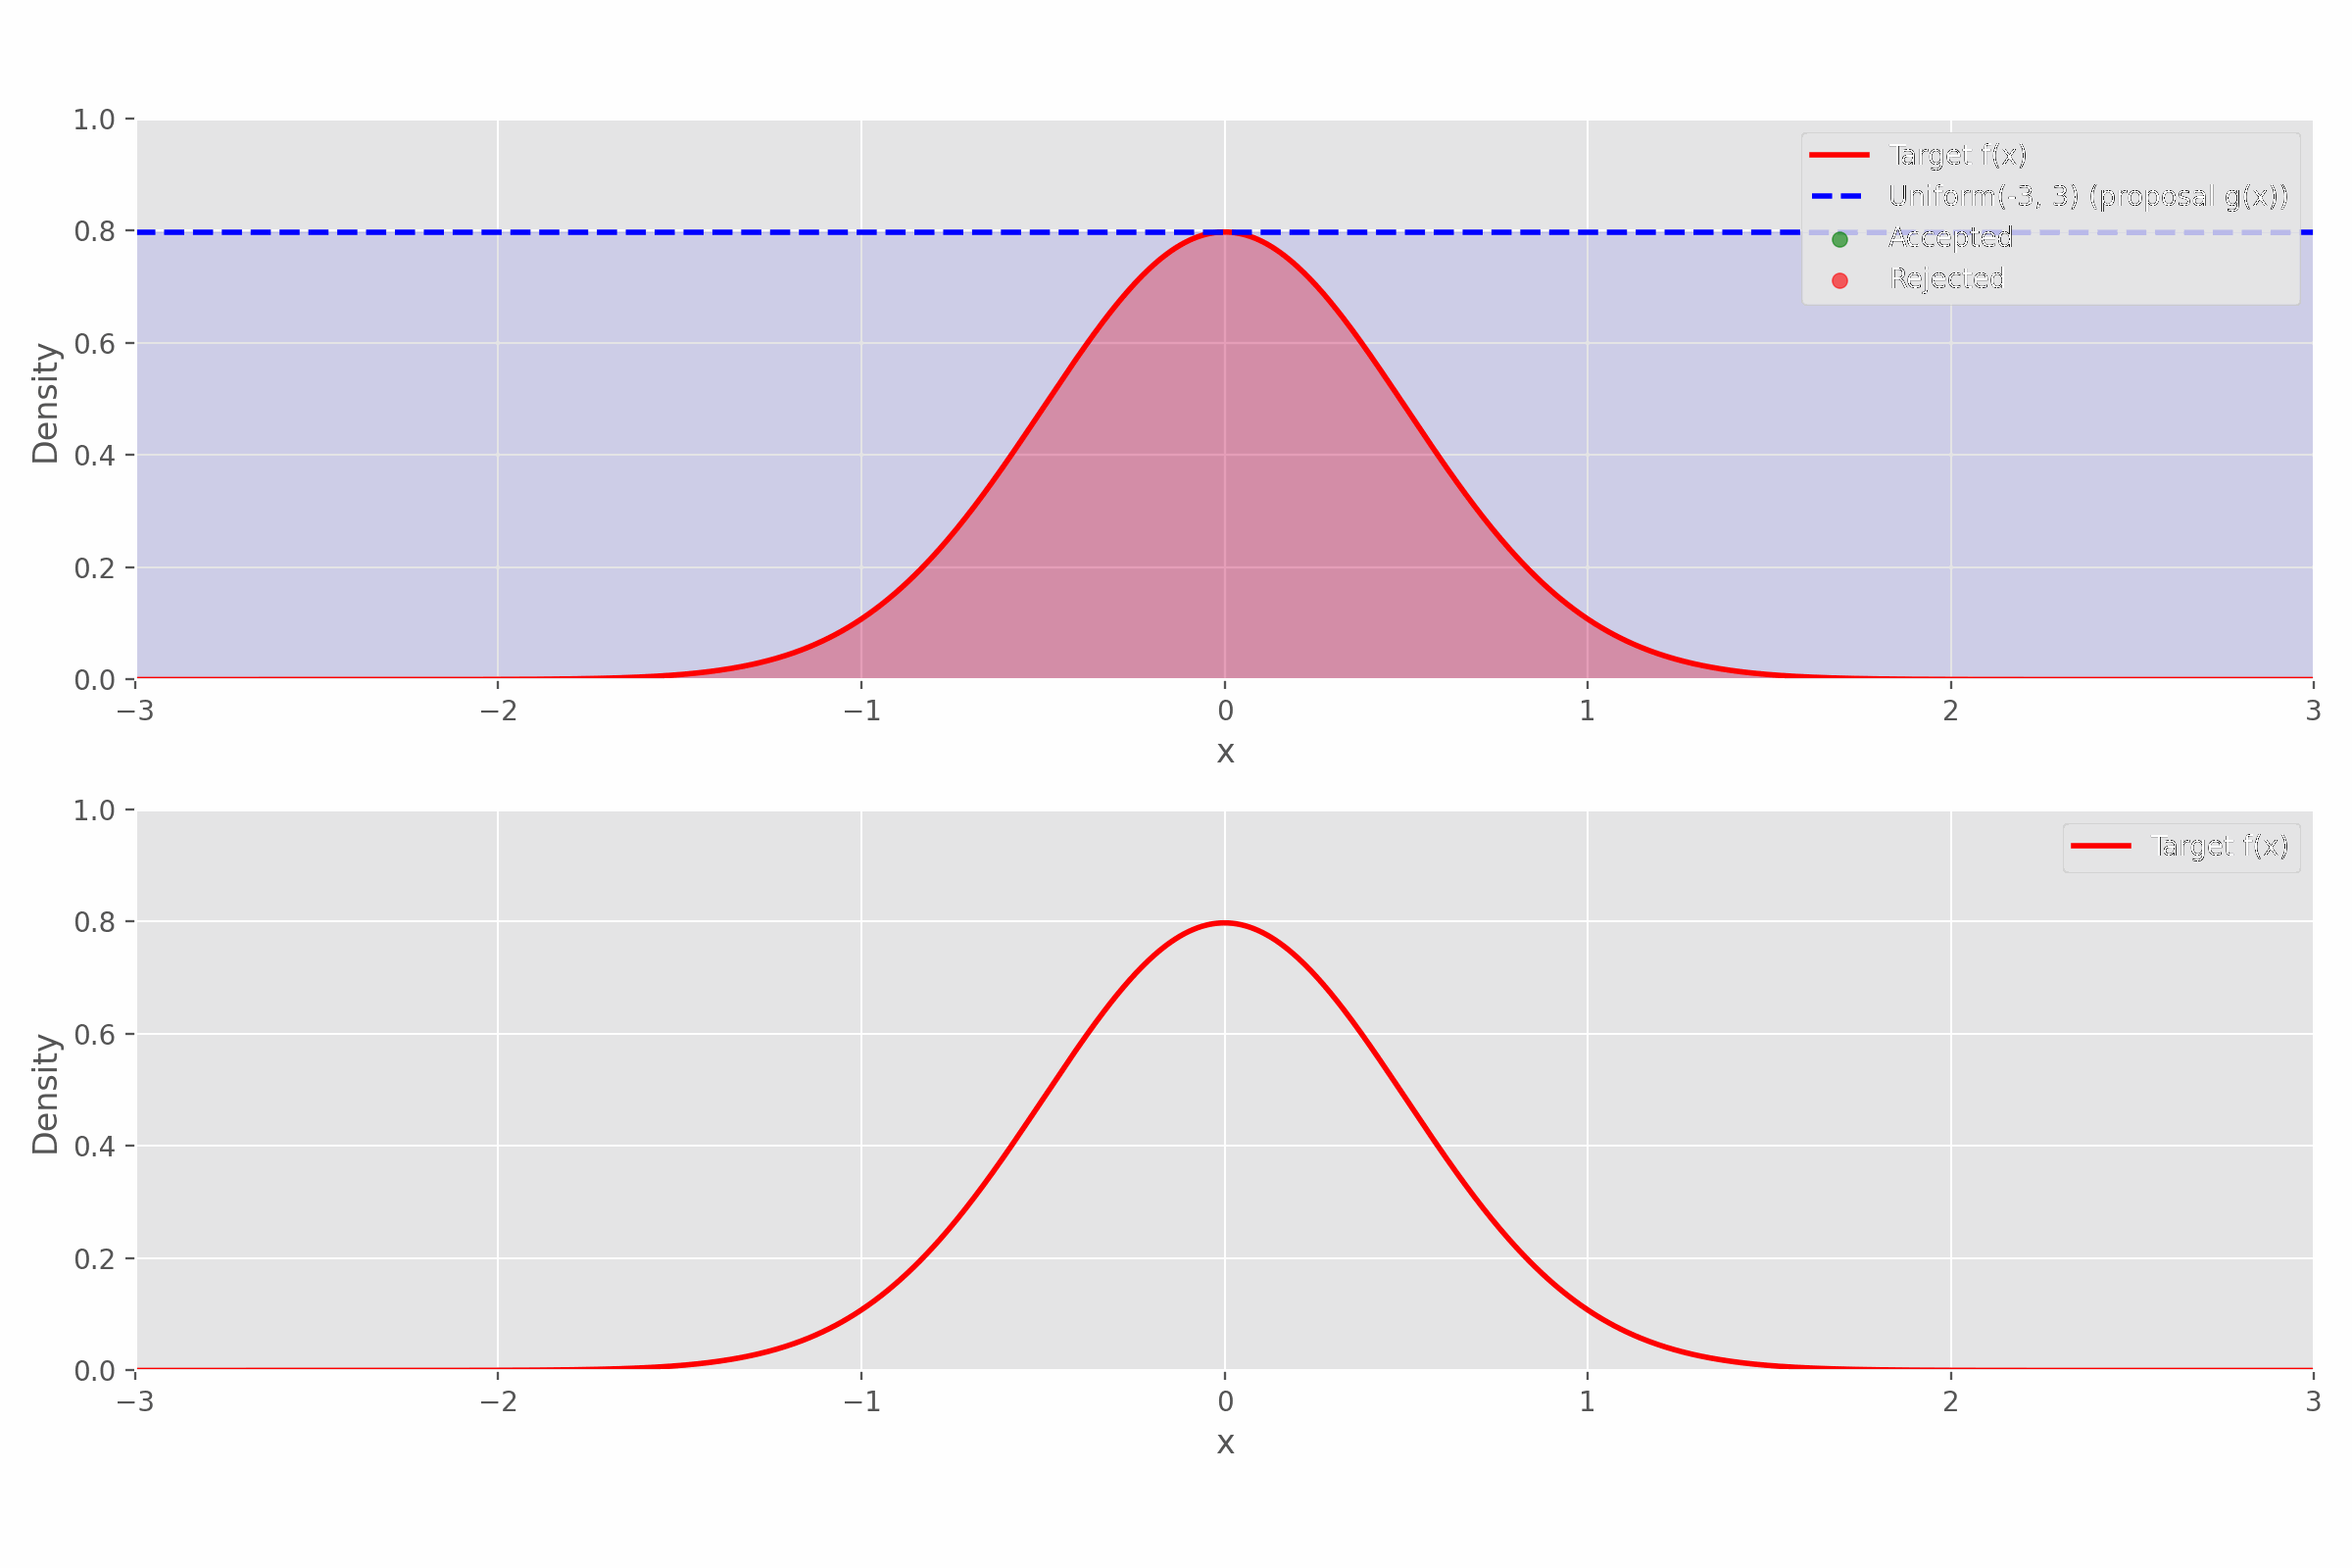 1.0
0.8
0.6
0.4
0.2
0.0
Density
Target f(x)
Uniform(-3, 3) (proposal g(x))
Accepted
Rejected
−3 −2 −1 0 1 2 3
x
1.0
0.8
0.6
0.4
0.2
0.0
Density
Target f(x)
−3 −2 −1 0 1 2 3
x